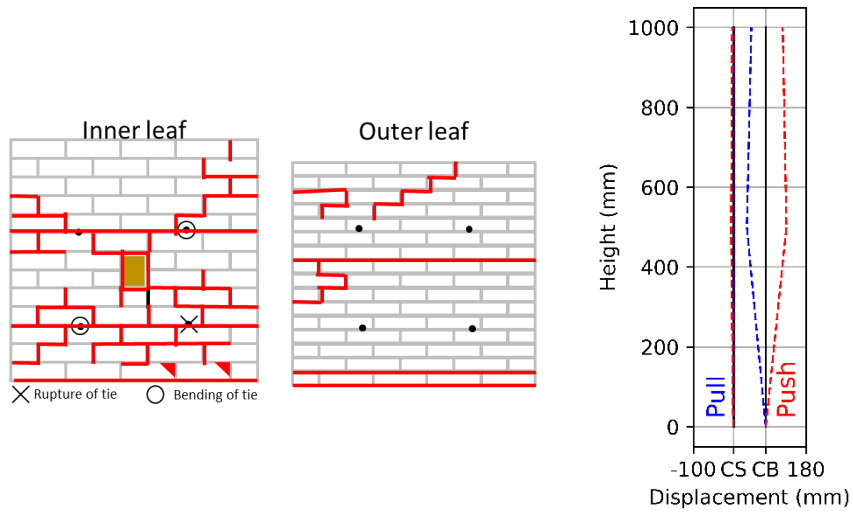 Inner leaf
Outer leaf
Rupture of tie
Bending of tie
1000
800
600
400
200
0
Height (mm)
Pull
Push
-100 CS CB 180
Displacement (mm)